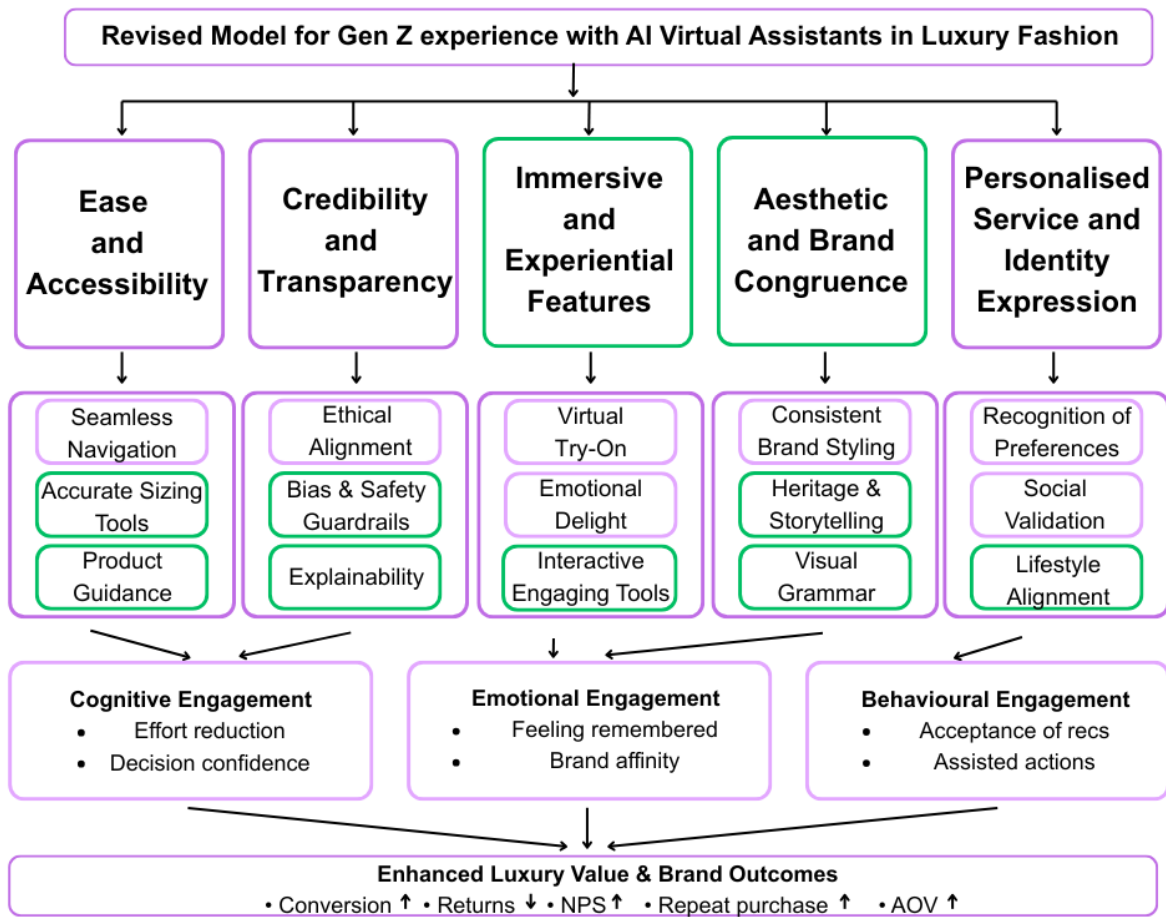 Revised Model for Gen Z experience with AI Virtual Assistants in Luxury Fashion
Ease
and
Accessibility
Credibility
and
Transparency
Immersive
and
Experiential
Features
Aesthetic
and Brand
Congruence
Personalised
Service and
Identity
Expression
Seamless
Navigation
Accurate Sizing
Tools
Product
Guidance
Ethical
Alignment
Bias & Safety
Guardrails
Explainability
Virtual
Try-On
Emotional
Delight
Interactive
Engaging Tools
Consistent
Brand Styling
Heritage &
Storytelling
Visual
Grammar
Recognition of
Preferences
Social
Validation
Lifestyle
Alignment
Cognitive Engagement
• Effort reduction
• Decision confidence
Emotional Engagement
• Feeling remembered
• Brand affinity
Behavioural Engagement
• Acceptance of recs
• Assisted actions
Enhanced Luxury Value & Brand Outcomes
• Conversion ↑ • Returns ↓ • NPS ↑ • Repeat purchase ↑ • AOV ↑